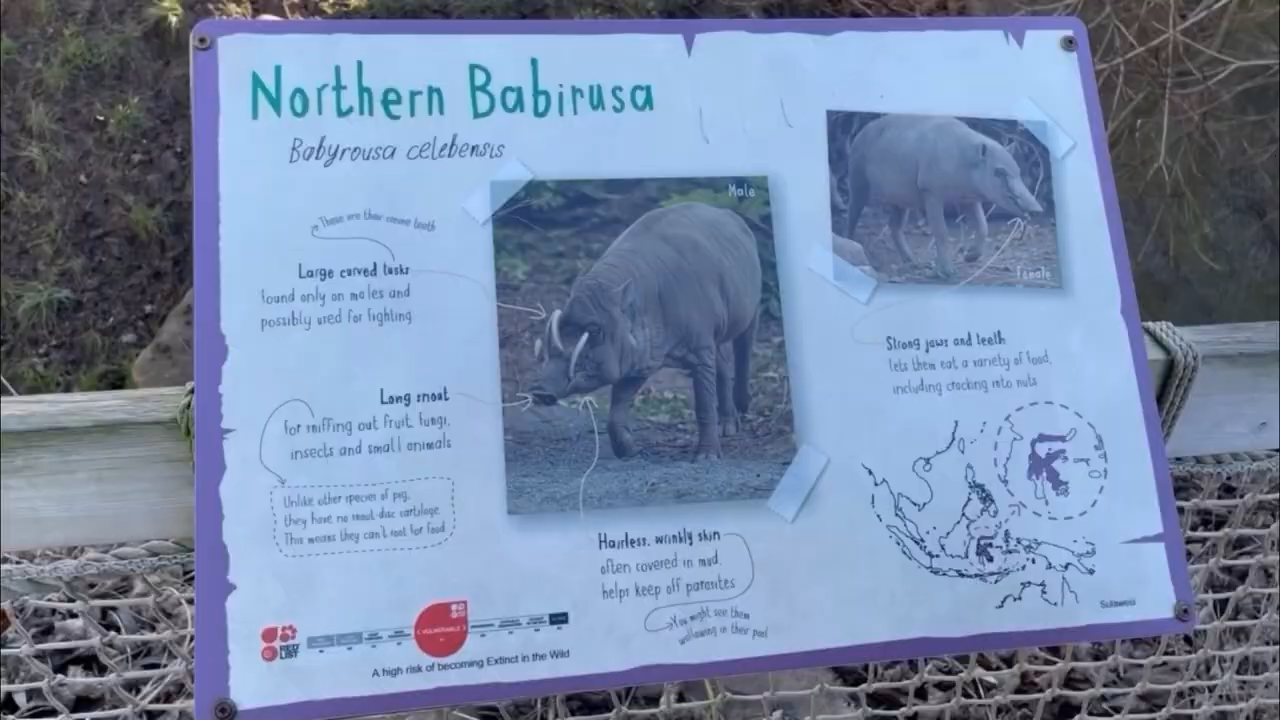 Northern Babirusa
Babyrousa celebensis
These are their canine teeth
Large curved tusks
found only on males and
possibly used for fighting
Long snout
for sniffing out fruit, fungi,
insects and small animals
Unlike other species of pig,
they have no snout-disc cartilage
This means they can't root for food
Male
Hairless, wrinkly skin
often covered in mud,
helps keep off parasites
You might see them
wallowing in their pool
Female
Strong jaws and teeth
lets them eat a variety of food,
including cracking into nuts
Sulawesi
RED
LIST
VULNERABLE
A high risk of becoming Extinct in the Wild